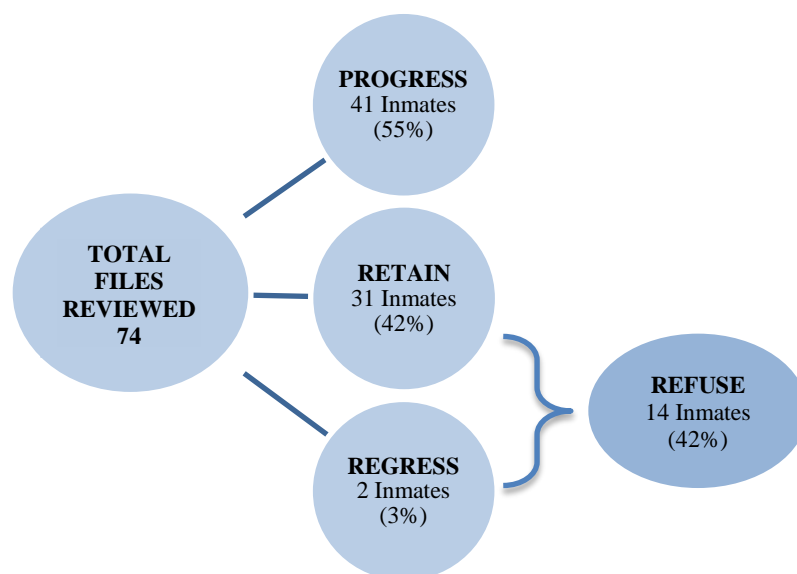 PROGRESS
41 Inmates
(55%)
TOTAL
FILES
REVIEWED
74
RETAIN
31 Inmates
(42%)
REGRESS
2 Inmates
(3%)
REFUSE
14 Inmates
(42%)